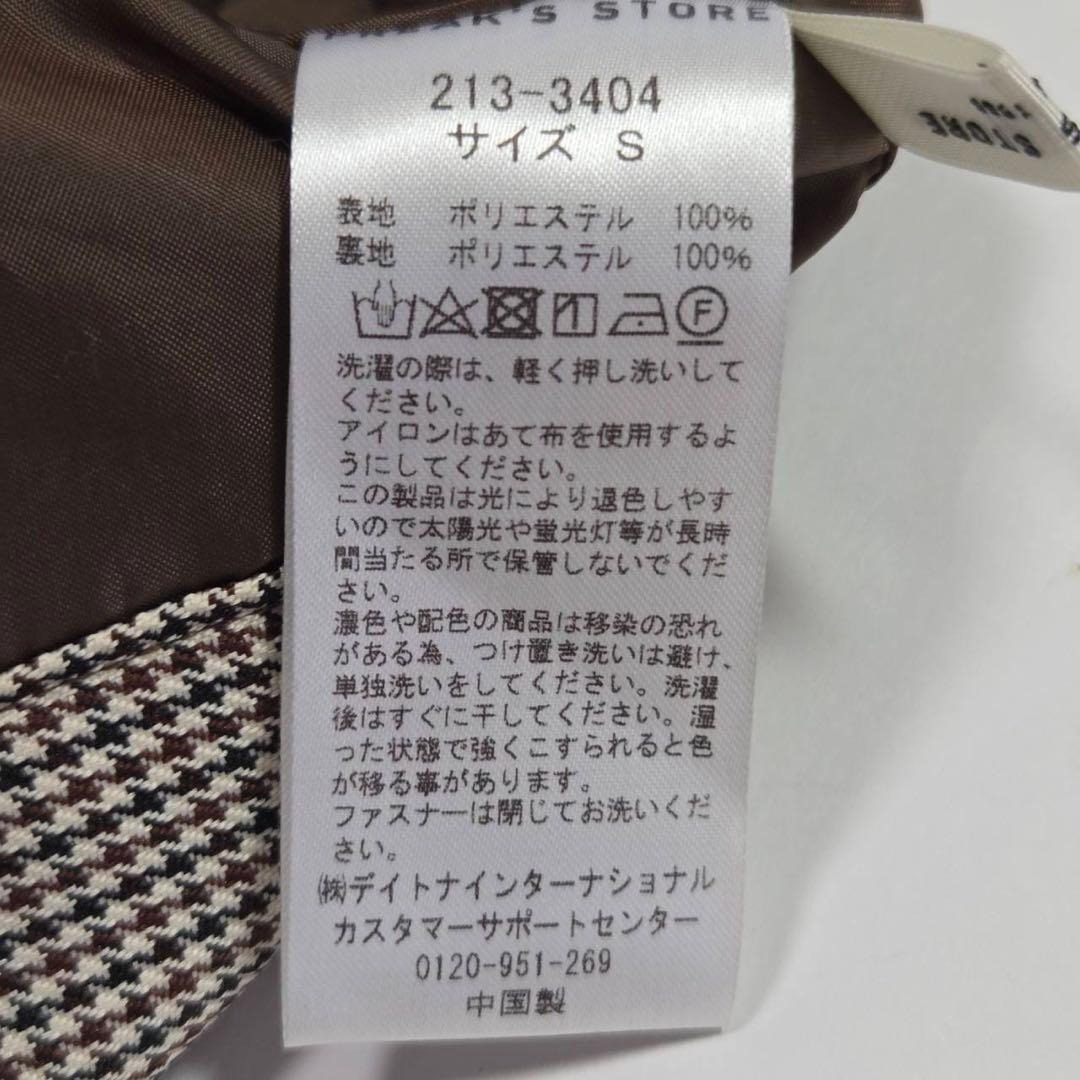 FREAK'S STORE
213-3404
サイズ S
表地 ポリエステル 100%
裏地 ポリエステル 100%
F
洗濯の際は、軽く押し洗いして
ください。
アイロンはあて布を使用するよ
うにしてください。
この製品は光により退色しやす
いので太陽光や蛍光灯等が長時
間当たる所で保管しないでくだ
さい。
濃色や配色の商品は移染の恐れ
がある為、つけ置き洗いは避け、
単独洗いをしてください。洗濯
後はすぐに干してください。湿
った状態で強くこすられると色
が移る事があります。
ファスナーは閉じてお洗いくだ
さい。
㈱デイトナインターナショナル
カスタマーサポートセンター
0120-951-269
中国製
STORE